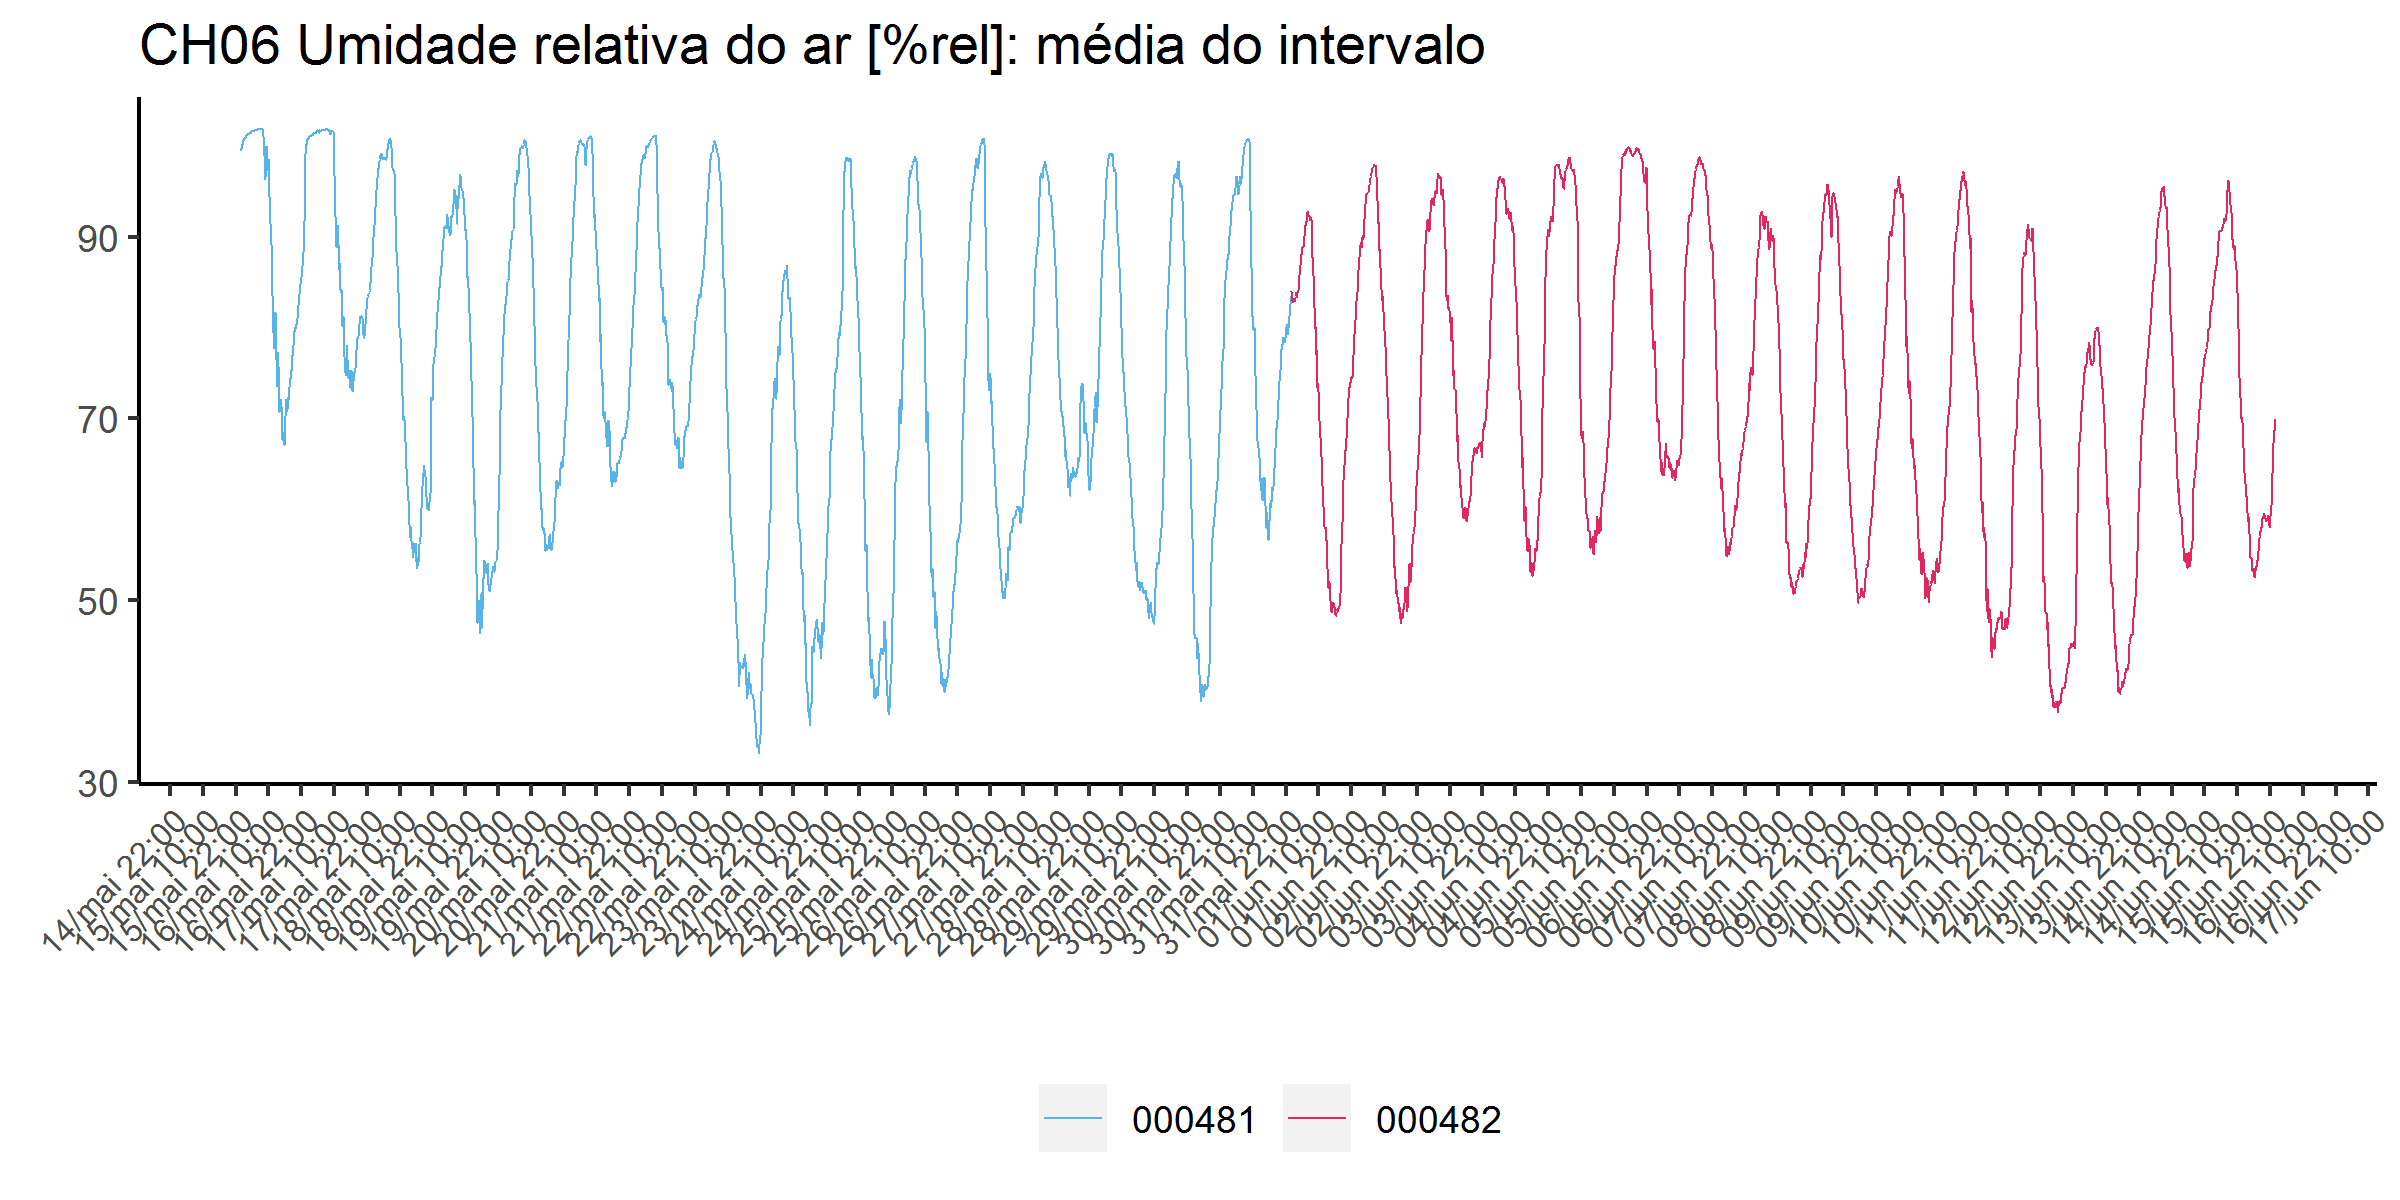 CH06 Umidade relativa do ar [%rel]: média do intervalo
90
70
50
30
14/mai 22:00
15/mai 10:00
15/mai 22:00
16/mai 10:00
16/mai 22:00
17/mai 10:00
17/mai 22:00
18/mai 10:00
18/mai 22:00
19/mai 10:00
19/mai 22:00
20/mai 10:00
20/mai 22:00
21/mai 10:00
21/mai 22:00
22/mai 10:00
22/mai 22:00
23/mai 10:00
23/mai 22:00
24/mai 10:00
24/mai 22:00
25/mai 10:00
25/mai 22:00
26/mai 10:00
26/mai 22:00
27/mai 10:00
27/mai 22:00
28/mai 10:00
28/mai 22:00
29/mai 10:00
29/mai 22:00
30/mai 10:00
30/mai 22:00
31/mai 10:00
31/mai 22:00
01/jun 10:00
01/jun 22:00
02/jun 10:00
02/jun 22:00
03/jun 10:00
03/jun 22:00
04/jun 10:00
04/jun 22:00
05/jun 10:00
05/jun 22:00
06/jun 10:00
06/jun 22:00
07/jun 10:00
07/jun 22:00
08/jun 10:00
08/jun 22:00
09/jun 10:00
09/jun 22:00
10/jun 10:00
10/jun 22:00
11/jun 10:00
11/jun 22:00
12/jun 10:00
12/jun 22:00
13/jun 10:00
13/jun 22:00
14/jun 10:00
14/jun 22:00
15/jun 10:00
15/jun 22:00
16/jun 10:00
16/jun 22:00
17/jun 10:00
000481
000482